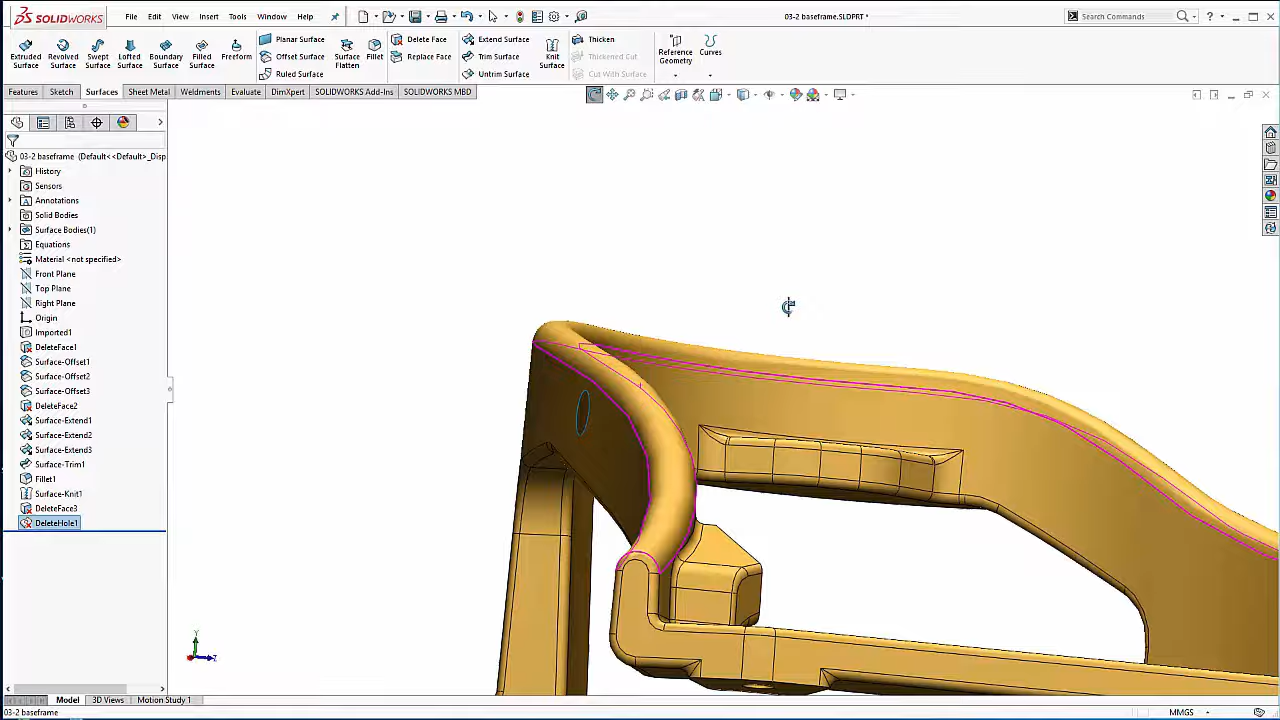 SOLIDWORKS File Edit View Insert Tools Window Help 03-2 baseframe.SLDPRT * Search Commands ?
Extruded Surface Revolved Surface Swept Surface Lofted Surface Boundary Surface Filled Surface Freeform
Planar Surface
Offset Surface
Ruled Surface
Surface Flatten Fillet
Delete Face
Replace Face
Extend Surface
Trim Surface
Untrim Surface
Knit Surface
Thicken
Thickened Cut
Cut With Surface
Reference Geometry Curves
Features Sketch Surfaces Sheet Metal Weldments Evaluate DimXpert SOLIDWORKS Add-Ins SOLIDWORKS MBD
03-2 baseframe (Default<<Default>_Disp
History
Sensors
Annotations
Solid Bodies
Surface Bodies(1)
Equations
Material <not specified>
Front Plane
Top Plane
Right Plane
Origin
Imported1
DeleteFace1
Surface-Offset1
Surface-Offset2
Surface-Offset3
DeleteFace2
Surface-Extend1
Surface-Extend2
Surface-Extend3
Surface-Trim1
Fillet1
Surface-Knit1
DeleteFace3
DeleteHole1
Y
Z
Model 3D Views Motion Study 1
03-2 baseframe MMGS